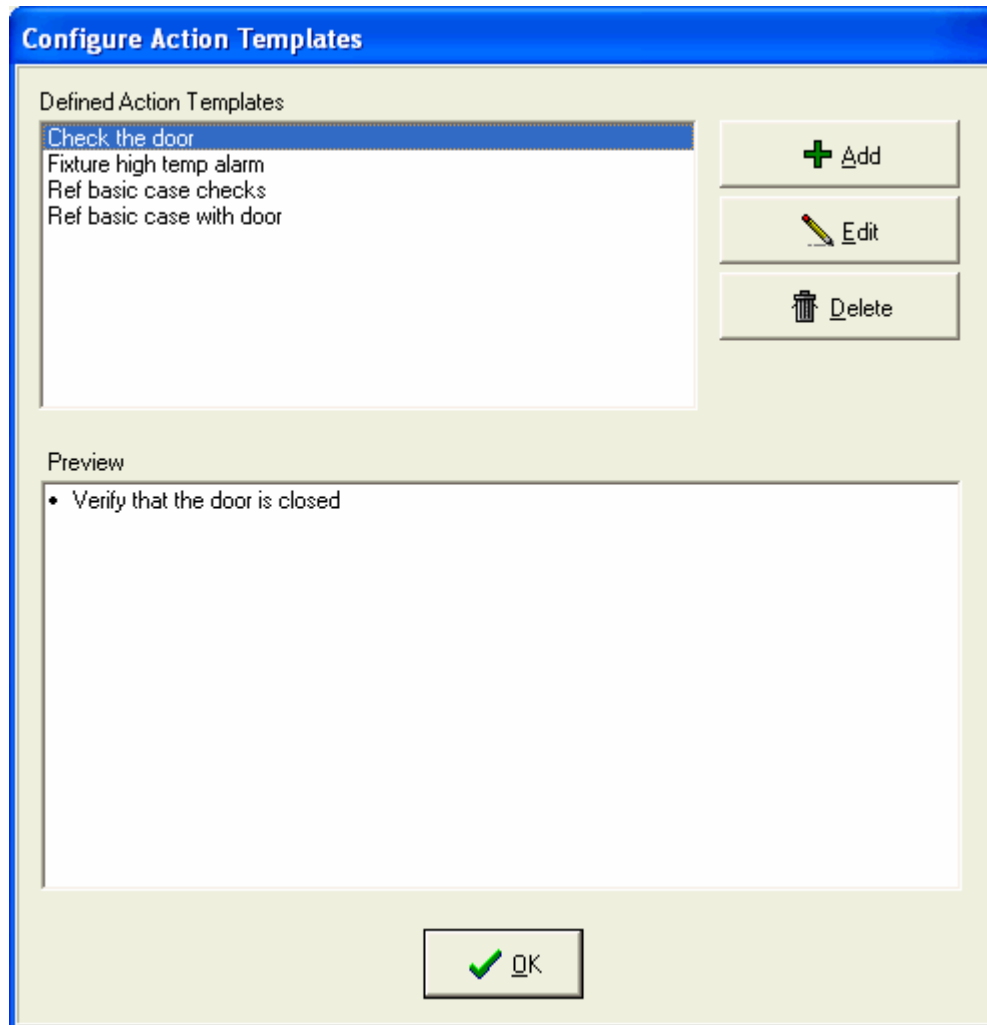 Configure Action Templates
Defined Action Templates
Check the door
Fixture high temp alarm
Ref basic case checks
Ref basic case with door
Add
Edit
Delete
Preview
• Verify that the door is closed
OK